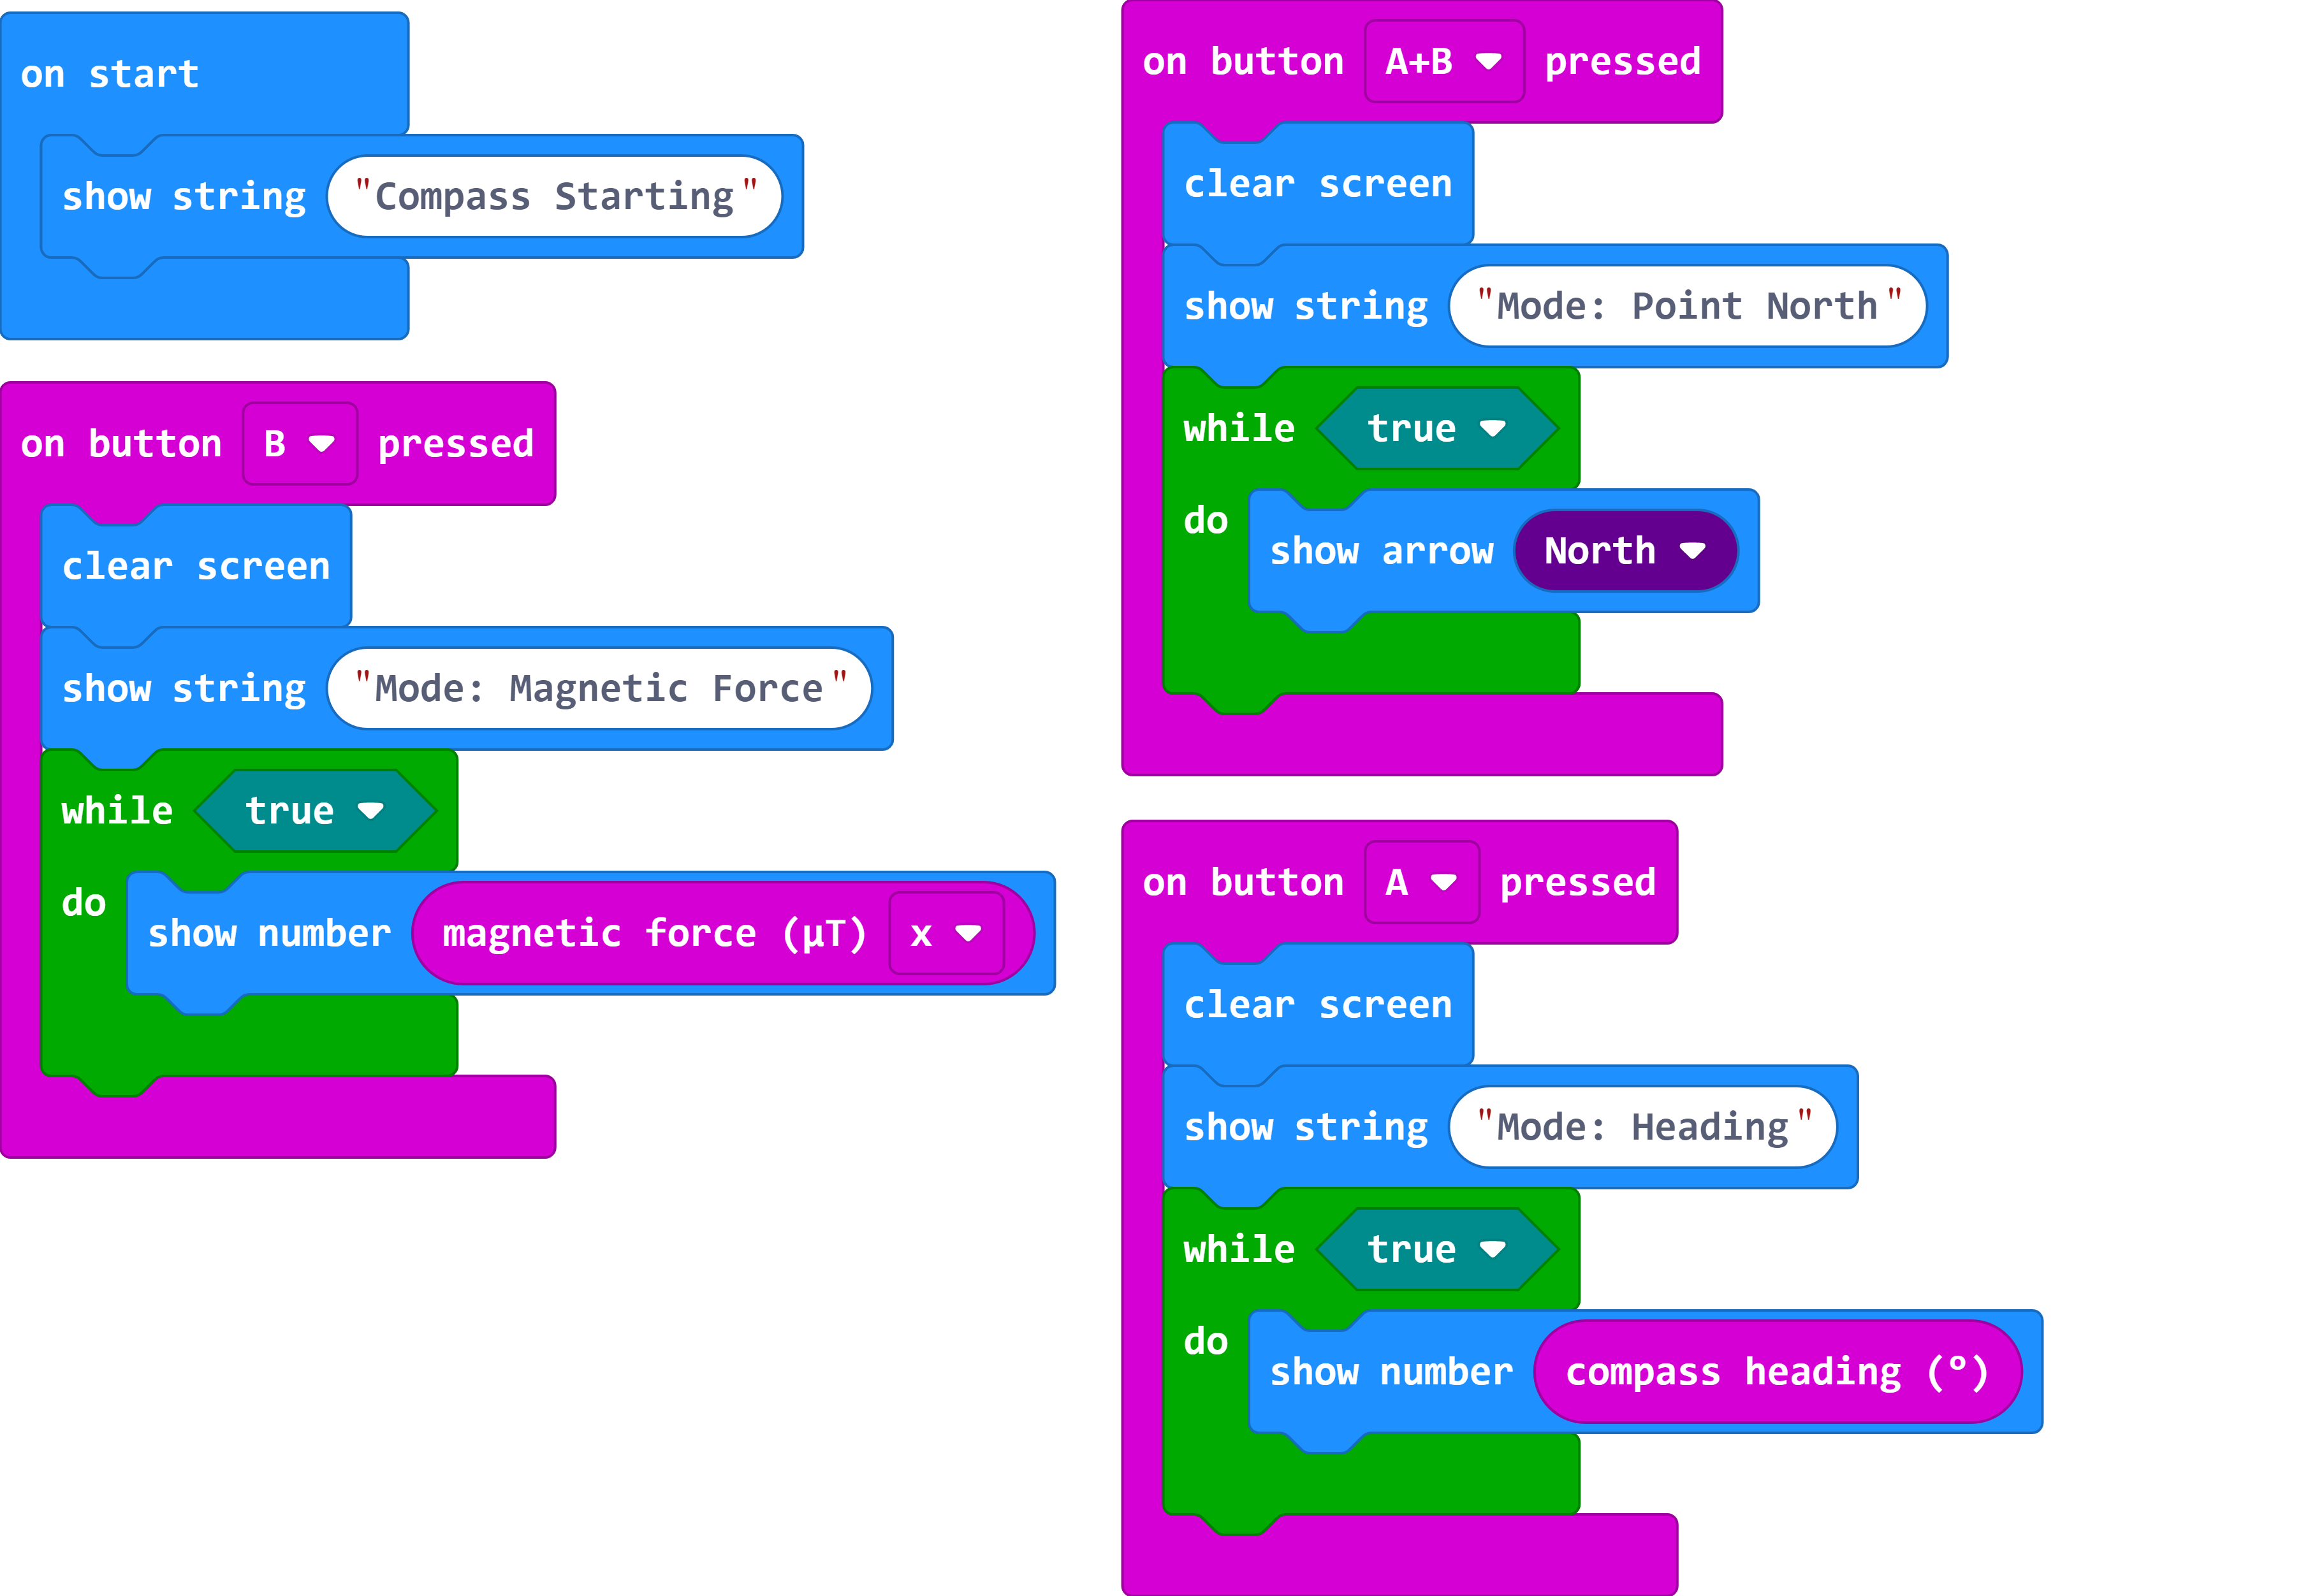 on start
show string "Compass Starting"
on button B pressed
clear screen
show string "Mode: Magnetic Force"
while true
do
show number magnetic force (µT) x
on button A+B pressed
clear screen
show string "Mode: Point North"
while true
do
show arrow North
on button A pressed
clear screen
show string "Mode: Heading"
while true
do
show number compass heading (°)